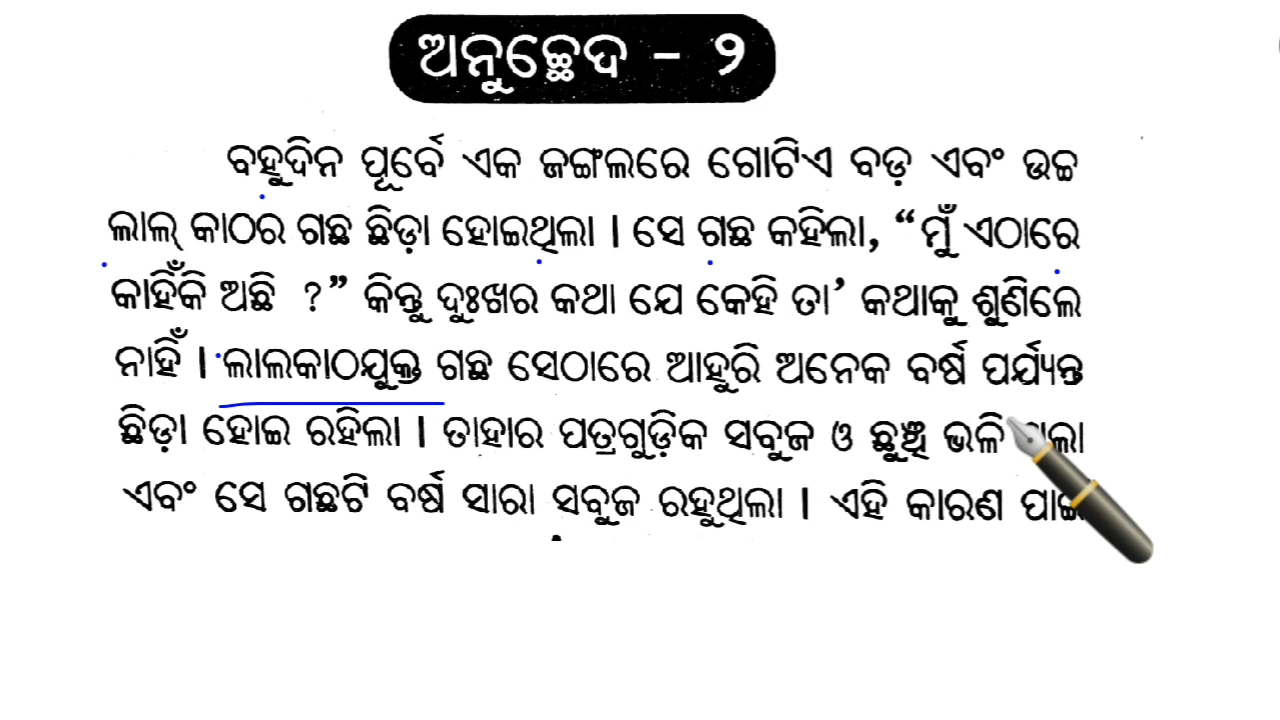 ଅନୁଚ୍ଛେଦ - ୨
ବହୁଦିନ ପୂର୍ବେ ଏକ ଜଙ୍ଗଲରେ ଗୋଟିଏ ବଡ଼ ଏବଂ ଉଚ୍ଚ
ଲାଲ୍ କାଠର ଗଛ ଛିଡ଼ା ହୋଇଥିଲା । ସେ ଗଛ କହିଲା, “ମୁଁ ଏଠାରେ
କାହିଁକି ଅଛି ?” କିନ୍ତୁ ଦୁଃଖର କଥା ଯେ କେହି ତା’ କଥାକୁ ଶୁଣିଲେ
ନାହିଁ । ଲାଲକାଠଯୁକ୍ତ ଗଛ ସେଠାରେ ଆହୁରି ଅନେକ ବର୍ଷ ପର୍ଯ୍ୟନ୍ତ
ଛିଡ଼ା ହୋଇ ରହିଲା । ତାହାର ପତ୍ରଗୁଡ଼ିକ ସବୁଜ ଓ ଛୁଞ୍ଚି ଭଳି
ଏବଂ ସେ ଗଛଟି ବର୍ଷ ସାରା ସବୁଜ ରହୁଥିଲା । ଏହି କାରଣ ପାଇଁ